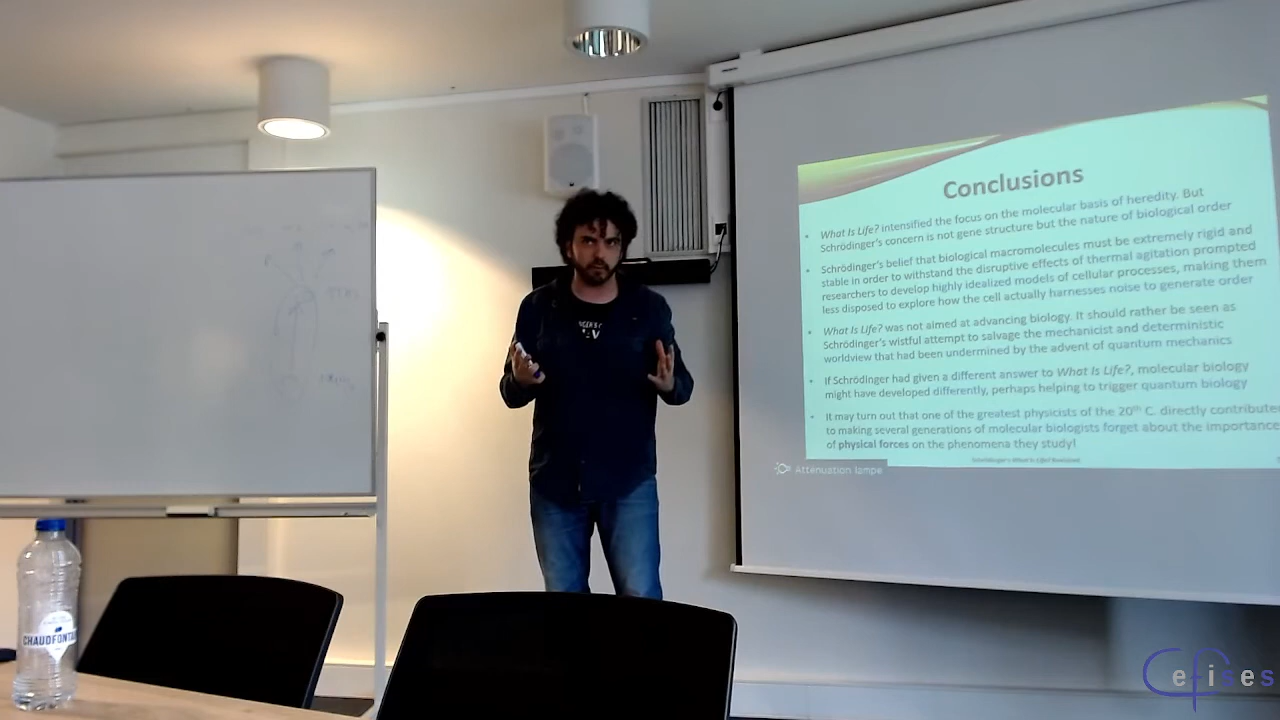 Conclusions
• What Is Life? intensified the focus on the molecular basis of heredity. But
Schrödinger's concern is not gene structure but the nature of biological order
• Schrödinger's belief that biological macromolecules must be extremely rigid and
stable in order to withstand the disruptive effects of thermal agitation prompted
researchers to develop highly idealized models of cellular processes, making them
less disposed to explore how the cell actually harnesses noise to generate order
• What Is Life? was not aimed at advancing biology. It should rather be seen as
Schrödinger's wistful attempt to salvage the mechanicist and deterministic
worldview that had been undermined by the advent of quantum mechanics
• If Schrödinger had given a different answer to What Is Life?, molecular biology
might have developed differently, perhaps helping to trigger quantum biology
• It may turn out that one of the greatest physicists of the 20th C. directly contribute
to making several generations of molecular biologists forget about the importance
of physical forces on the phenomena they study!
Schrödinger's What Is Life? Revisited
Atténuation lampe
CHAUDFONTA
Cefises